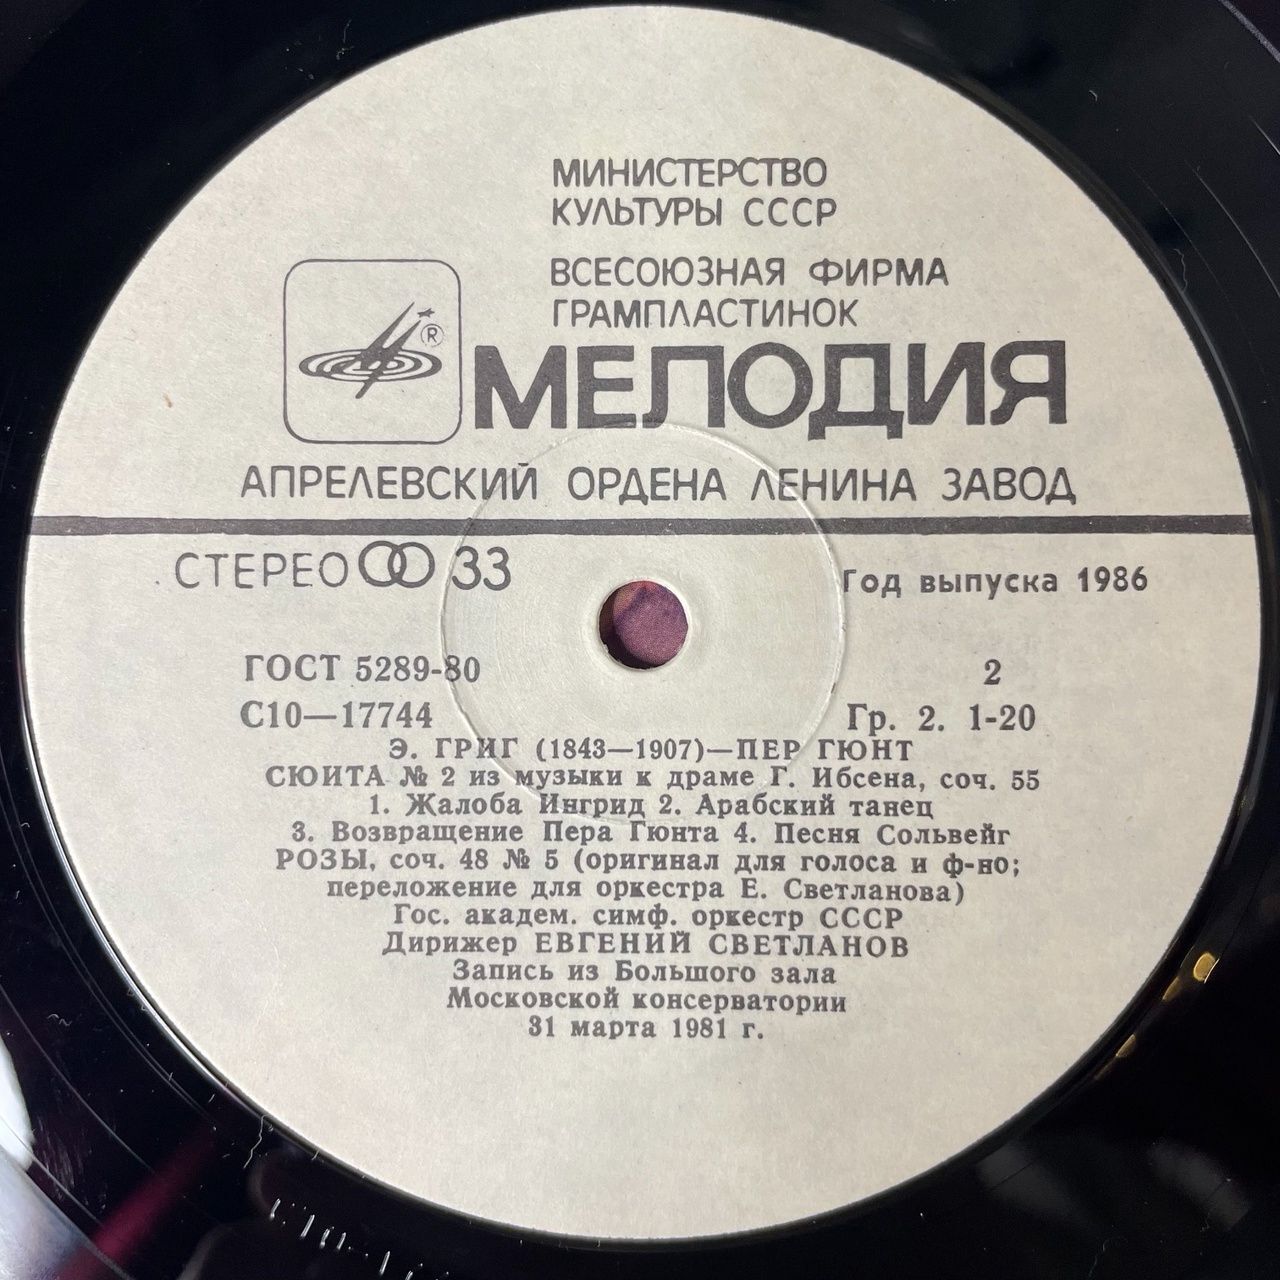 МИНИСТЕРСТВО
КУЛЬТУРЫ СССР
ВСЕСОЮЗНАЯ ФИРМА
ГРАМПЛАСТИНОК
®
МЕЛОДИЯ
АПРЕЛЕВСКИЙ ОРДЕНА ЛЕНИНА ЗАВОД
СТЕРЕО 33
Год выпуска 1986
ГОСТ 5289-80 2
С10—17744 Гр. 2. 1-20
Э. ГРИГ (1843—1907)—ПЕР ГЮНТ
СЮИТА № 2 из музыки к драме Г. Ибсена, соч. 55
1. Жалоба Ингрид 2. Арабский танец
3. Возвращение Пера Гюнта 4. Песня Сольвейг
РОЗЫ, соч. 48 № 5 (оригинал для голоса и ф-но;
переложение для оркестра Е. Светланова)
Гос. академ. симф. оркестр СССР
Дирижер ЕВГЕНИЙ СВЕТЛАНОВ
Запись из Большого зала
Московской консерватории
31 марта 1981 г.